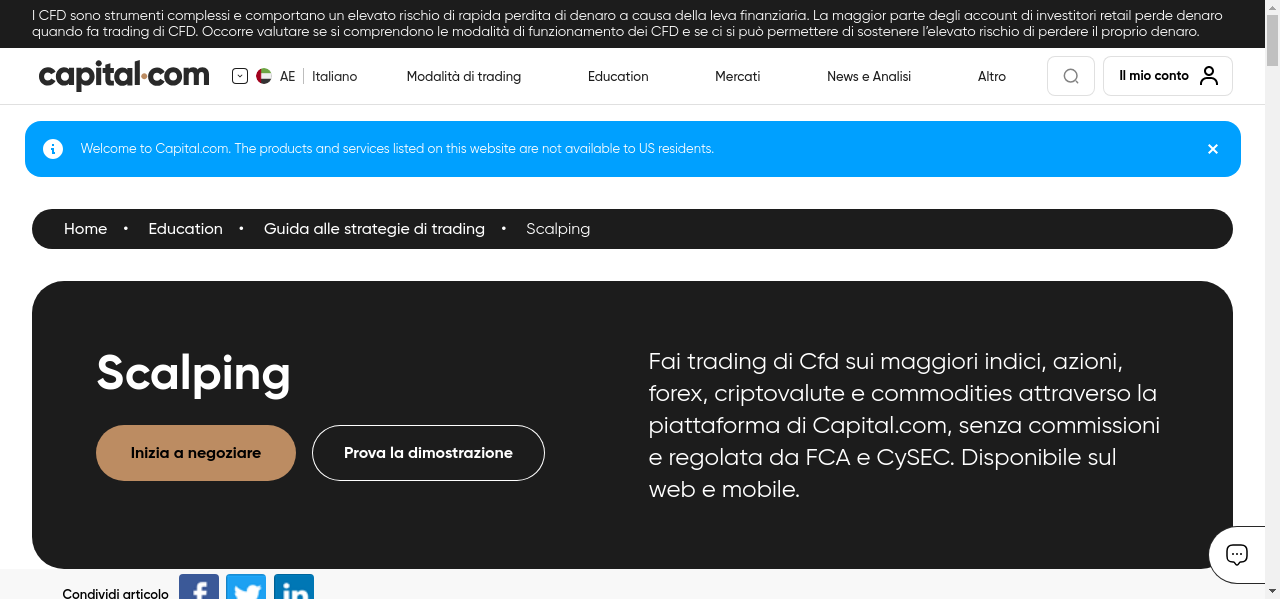 I CFD sono strumenti complessi e comportano un elevato rischio di rapida perdita di denaro a causa della leva finanziaria. La maggior parte degli account di investitori retail perde denaro
quando fa trading di CFD. Occorre valutare se si comprendono le modalità di funzionamento dei CFD e se ci si può permettere di sostenere l’elevato rischio di perdere il proprio denaro.
capital.com
AE
Italiano
Modalità di trading
Education
Mercati
News e Analisi
Altro
Il mio conto
Welcome to Capital.com. The products and services listed on this website are not available to US residents.
Home • Education • Guida alle strategie di trading • Scalping
Scalping
Inizia a negoziare
Prova la dimostrazione
Fai trading di Cfd sui maggiori indici, azioni,
forex, criptovalute e commodities attraverso la
piattaforma di Capital.com, senza commissioni
e regolata da FCA e CySEC. Disponibile sul
web e mobile.
Condividi articolo